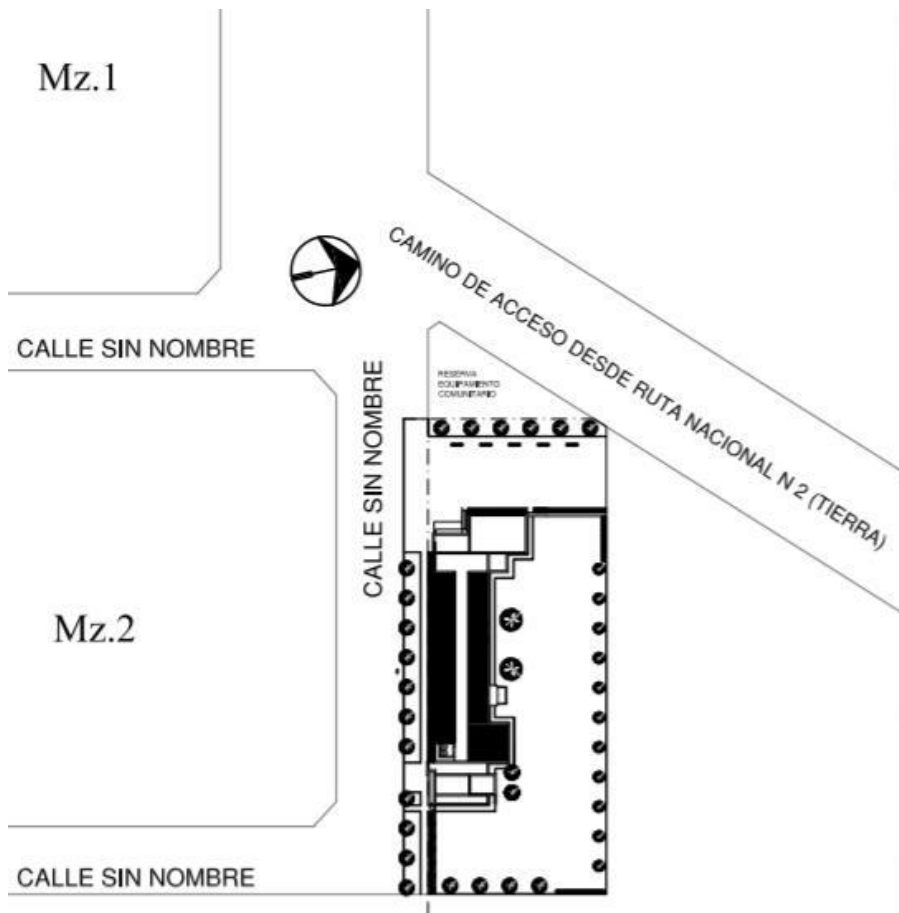 Mz.1
CAMINO DE ACCESO DESDE RUTA NACIONAL N 2 (TIERRA)
CALLE SIN NOMBRE
CALLE SIN NOMBRE
RESERVA
EQUIPAMIENTO
COMUNITARIO
Mz.2
CALLE SIN NOMBRE